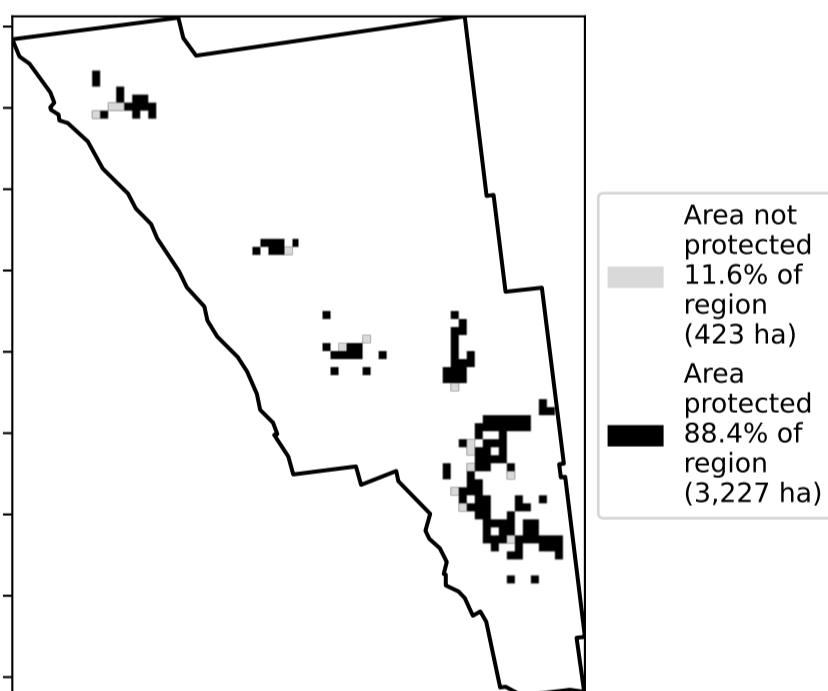 Area not
protected
11.6% of
region
(423 ha)
Area
protected
88.4% of
region
(3,227 ha)